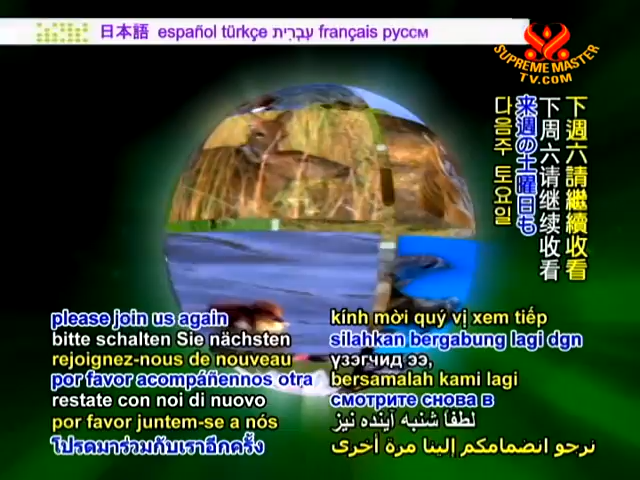 日本語 español türkçe עִבְרִית français русс
SUPREME MASTER
TV.COM
下週六請繼續收看
下周六请继续收看
来週の土曜日も
다음주 토요일
please join us again
bitte schalten Sie nächsten
rejoignez-nous de nouveau
por favor acompáñennos otra
restate con noi di nuovo
por favor juntem-se a nós
โปรดมาร่วมกับเราอีกครั้ง
kính mời quý vị xem tiếp
silahkan bergabung lagi dgn
үзэгчид ээ,
bersamalah kami lagi
смотрите снова в
لطفاً شنبه آینده نیز
نرجو انضمامكم إلينا مرة أخرى